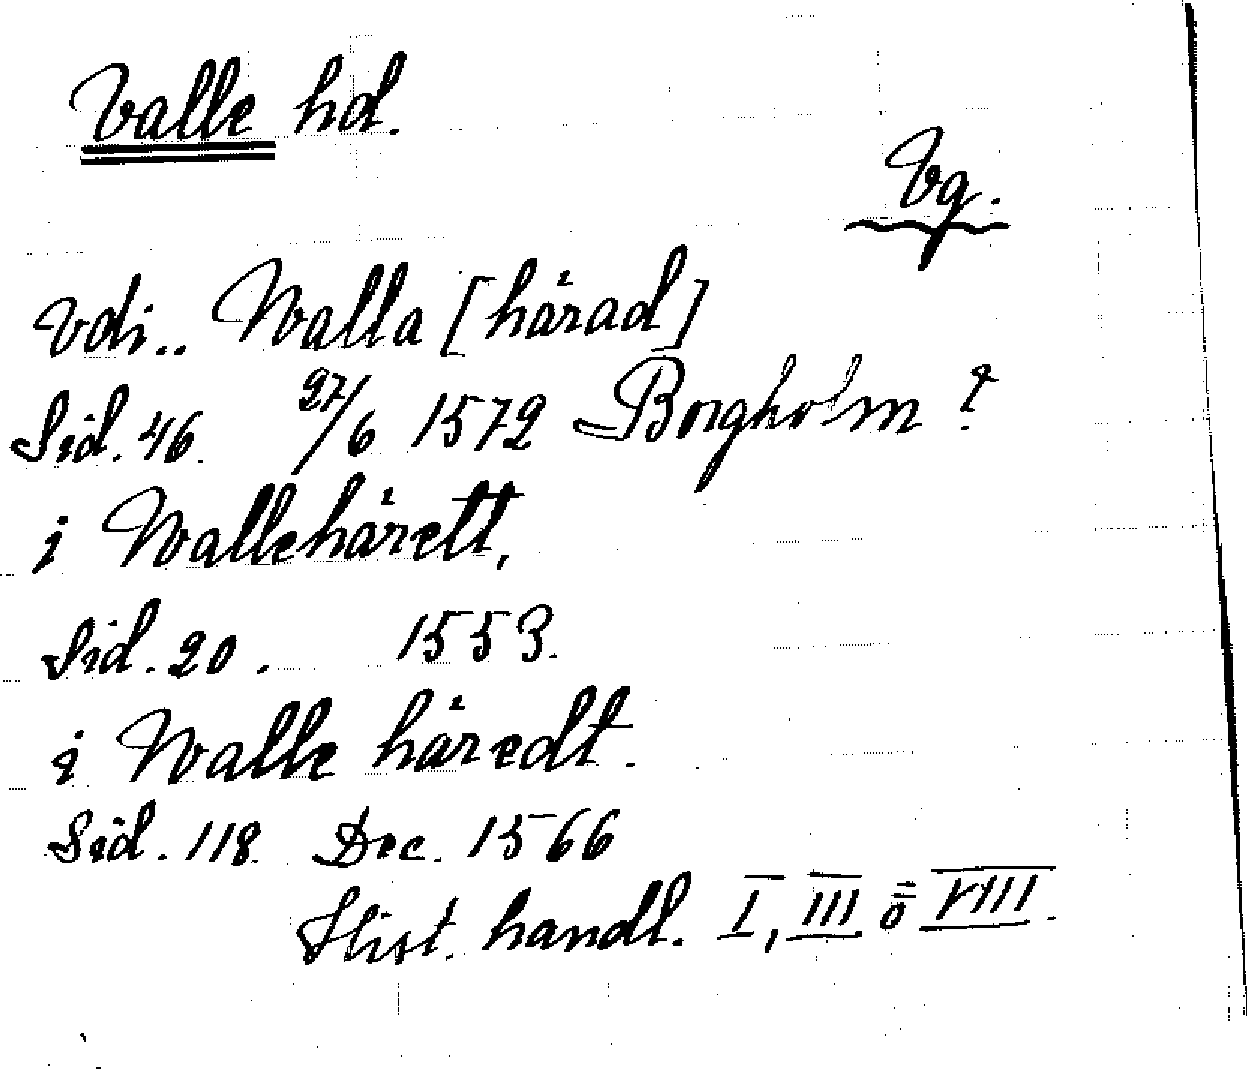 Valle hd.
Vg.
Vdi.. Walla [härad]
Sid. 46. 27/6 1572 Borgholm?
i Wallehärett,
Sid. 20. 1553.
i Walle häredt.
Sid. 118. Dec. 1566
Hist. handl. I, III o VIII.